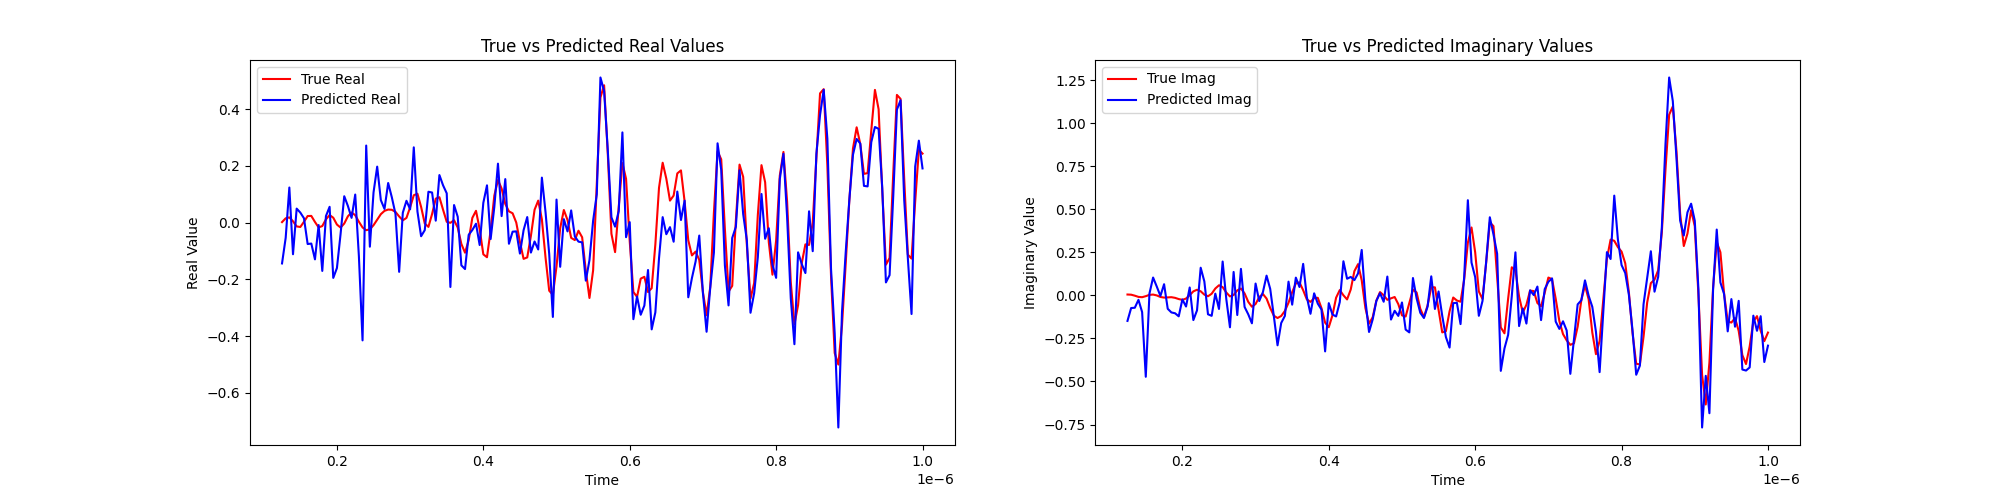 True vs Predicted Real Values
True Real
Predicted Real
Real Value
0.4
0.2
0.0
−0.2
−0.4
−0.6
0.2
0.4
0.6
0.8
1.0
1e−6
Time
True vs Predicted Imaginary Values
True Imag
Predicted Imag
Imaginary Value
1.25
1.00
0.75
0.50
0.25
0.00
−0.25
−0.50
−0.75
0.2
0.4
0.6
0.8
1.0
1e−6
Time